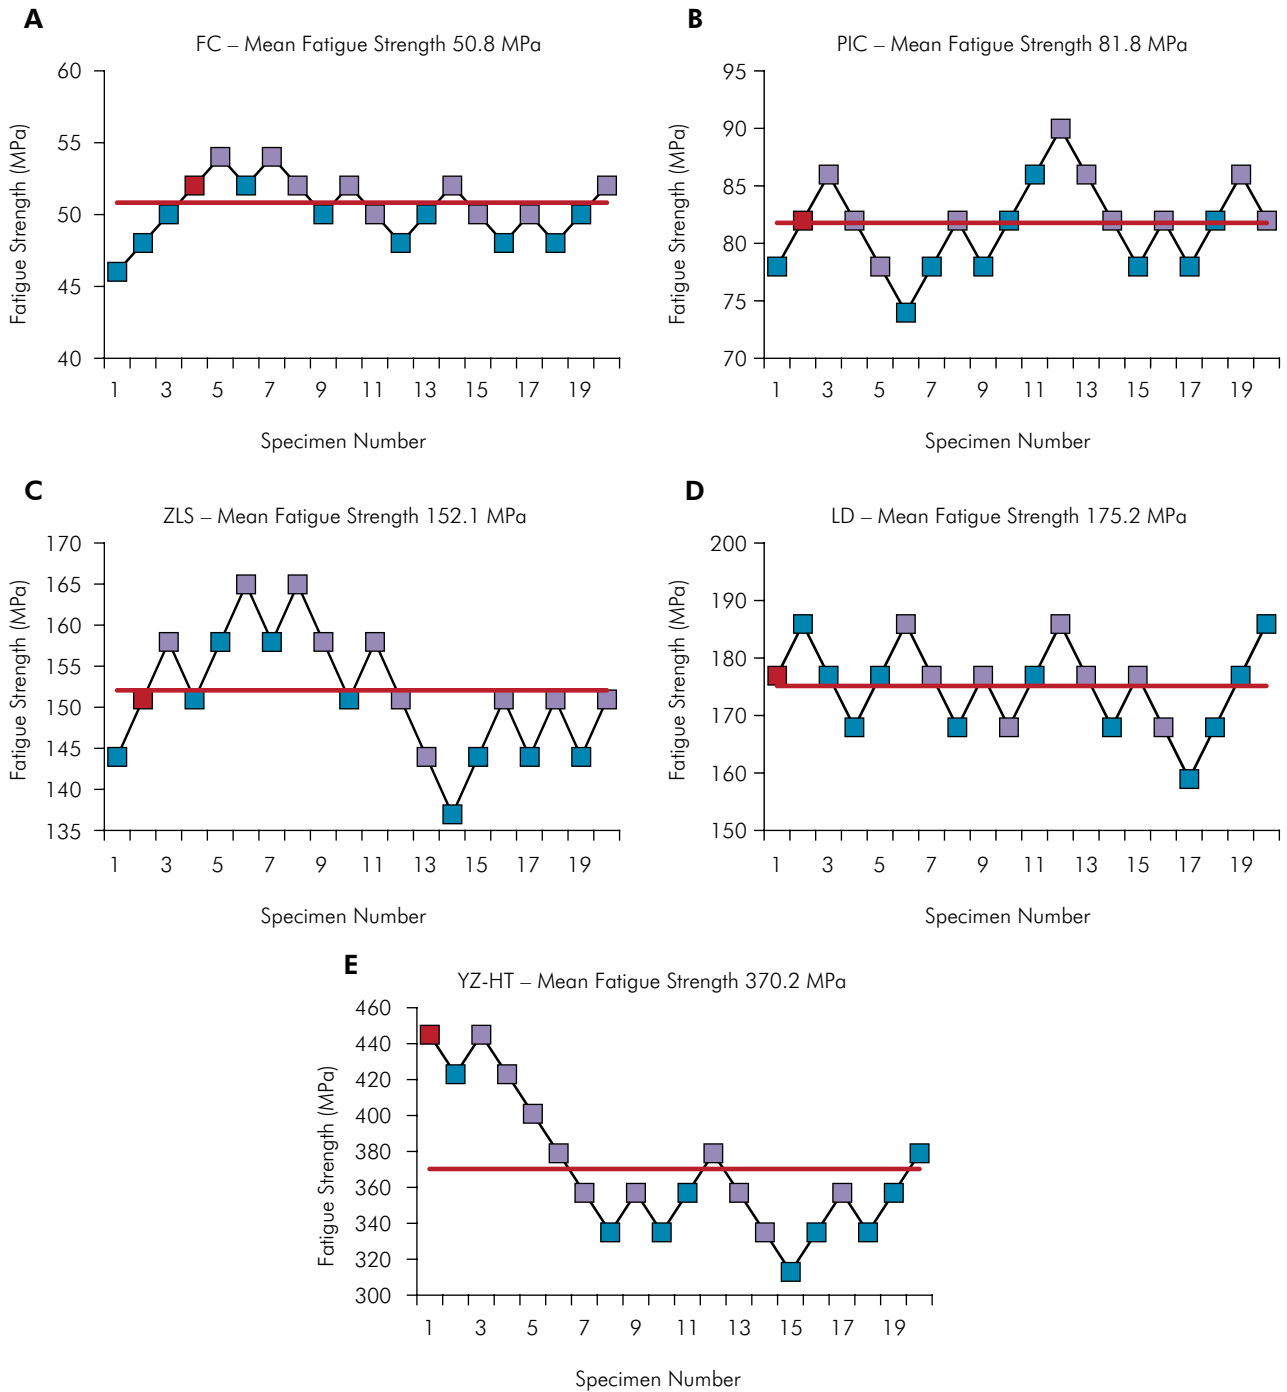 A
FC – Mean Fatigue Strength 50.8 MPa
60
55
50
45
40
Fatigue Strength (MPa)
1 3 5 7 9 11 13 15 17 19
Specimen Number
B
PIC – Mean Fatigue Strength 81.8 MPa
95
90
85
80
75
70
Fatigue Strength (MPa)
1 3 5 7 9 11 13 15 17 19
Specimen Number
C
ZLS – Mean Fatigue Strength 152.1 MPa
170
165
160
155
150
145
140
135
Fatigue Strength (MPa)
1 3 5 7 9 11 13 15 17 19
Specimen Number
D
LD – Mean Fatigue Strength 175.2 MPa
200
190
180
170
160
150
Fatigue Strength (MPa)
1 3 5 7 9 11 13 15 17 19
Specimen Number
E
YZ-HT – Mean Fatigue Strength 370.2 MPa
460
440
420
400
380
360
340
320
300
Fatigue Strength (MPa)
1 3 5 7 9 11 13 15 17 19
Specimen Number